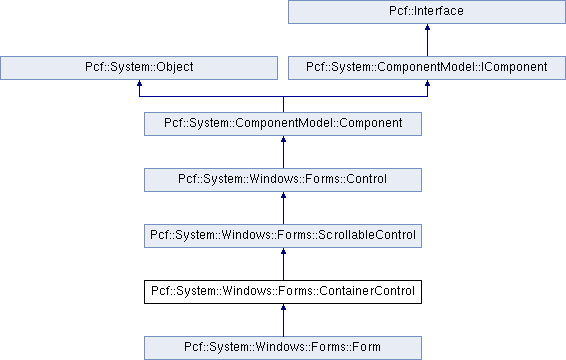 Pcf::Interface
Pcf::System::Object
Pcf::System::ComponentModel::IComponent
Pcf::System::ComponentModel::Component
Pcf::System::Windows::Forms::Control
Pcf::System::Windows::Forms::ScrollableControl
Pcf::System::Windows::Forms::ContainerControl
Pcf::System::Windows::Forms::Form